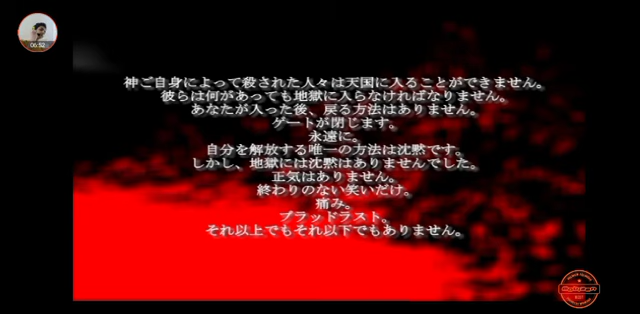 06:52
神ご自身によって殺された人々は天国に入ることができません。
彼らは何があっても地獄に入らなければなりません。
あなたが入った後、戻る方法はありません。
ゲートが閉じます。
永遠に。
自分を解放する唯一の方法は沈黙です。
しかし、地獄には沈黙はありませんでした。
正気はありません。
終わりのない笑いだけ。
痛み。
ブラッドラスト。
それ以上でもそれ以下でもありません。